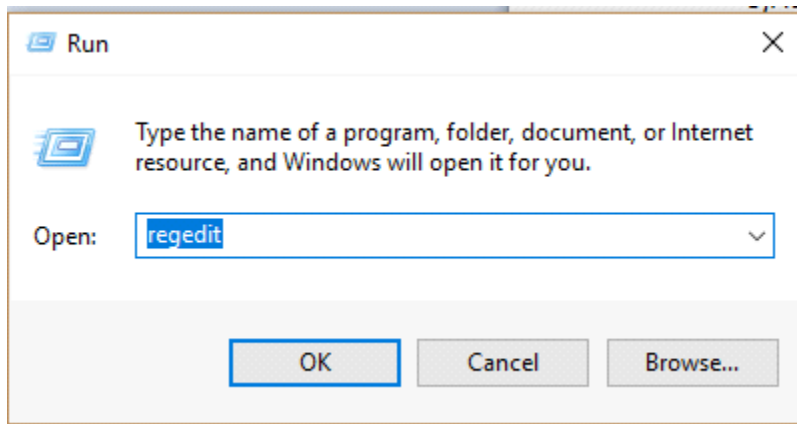 Run
Type the name of a program, folder, document, or Internet
resource, and Windows will open it for you.
Open: regedit
OK Cancel Browse...